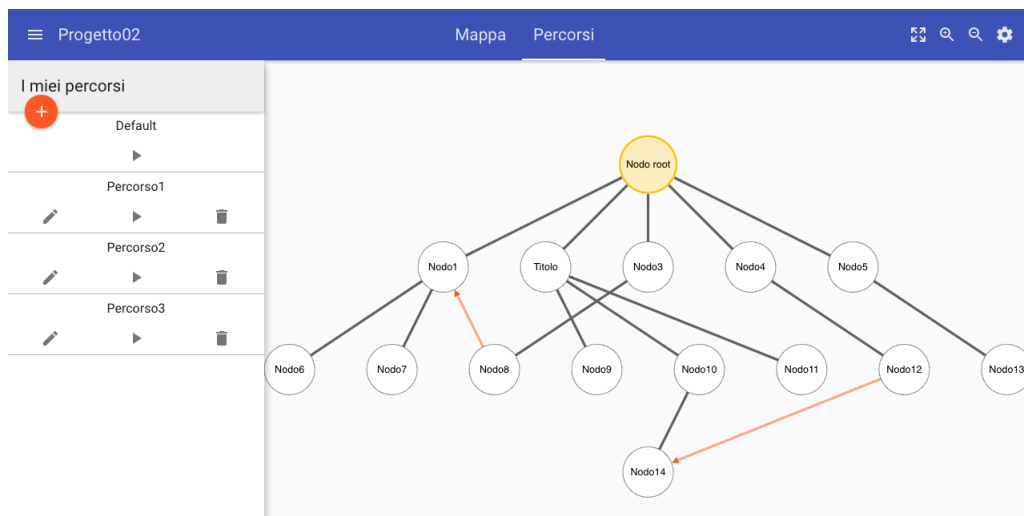 Progetto02
Mappa
Percorsi
I miei percorsi
Default
Percorso1
Percorso2
Percorso3
Nodo root
Nodo1
Titolo
Nodo3
Nodo4
Nodo5
Nodo6
Nodo7
Nodo8
Nodo9
Nodo10
Nodo11
Nodo12
Nodo13
Nodo14